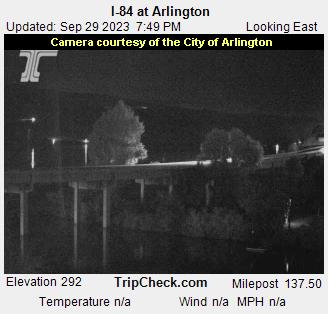 I-84 at Arlington
Updated: Sep 29 2023 7:49 PM Looking East
Camera courtesy of the City of Arlington
Elevation 292 TripCheck.com Milepost 137.50
Temperature n/a Wind n/a MPH n/a